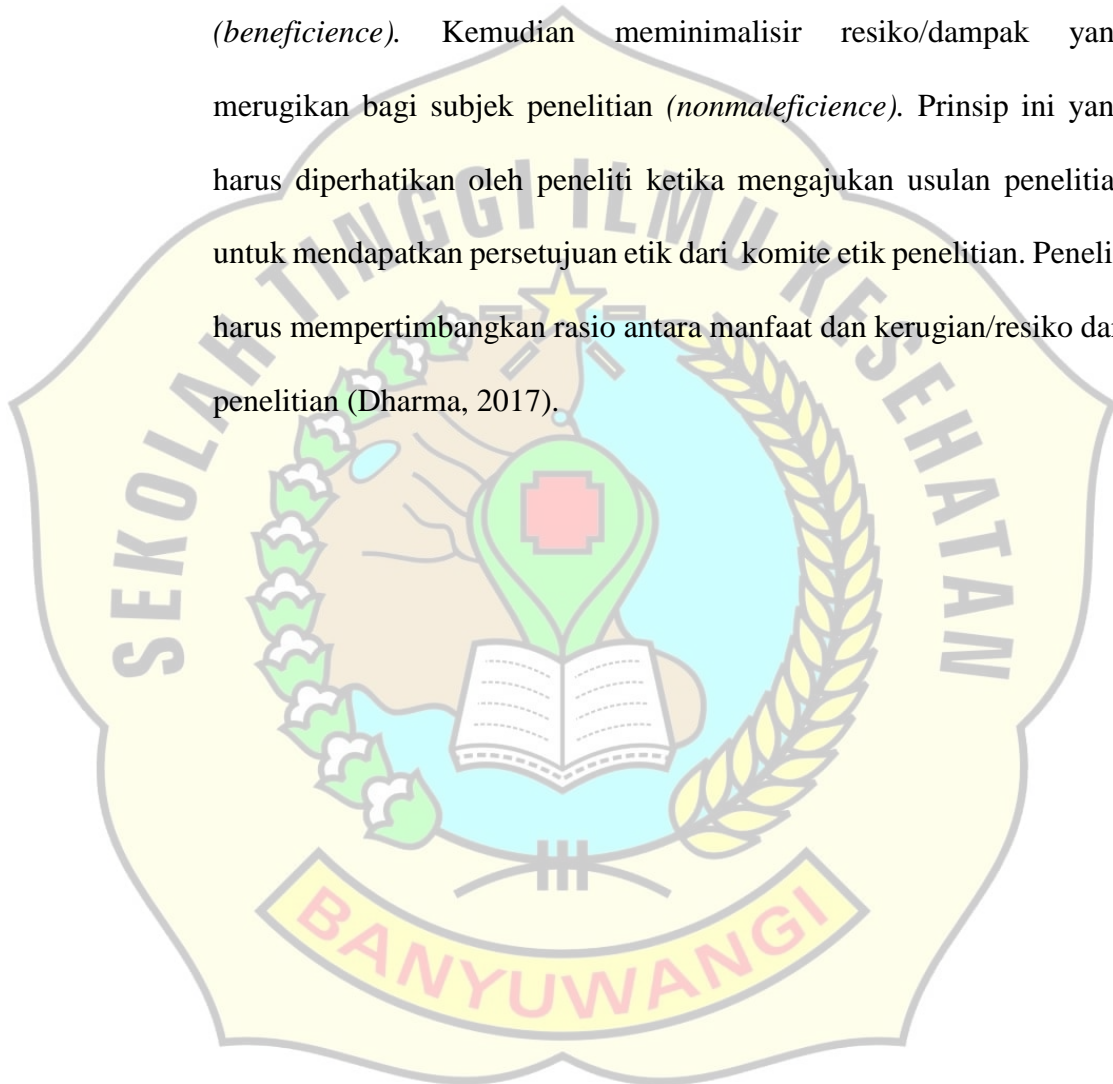 (beneficience). Kemudian meminimalisir resiko/dampak yan
merugikan bagi subjek penelitian (nonmaleficience). Prinsip ini yan
harus diperhatikan oleh peneliti ketika mengajukan usulan penelitia
untuk mendapatkan persetujuan etik dari komite etik penelitian. Penelit
harus mempertimbangkan rasio antara manfaat dan kerugian/resiko dar
penelitian (Dharma, 2017).
SEKOLAH TINGGI ILMU KESEHATAN
BANYUWANGI